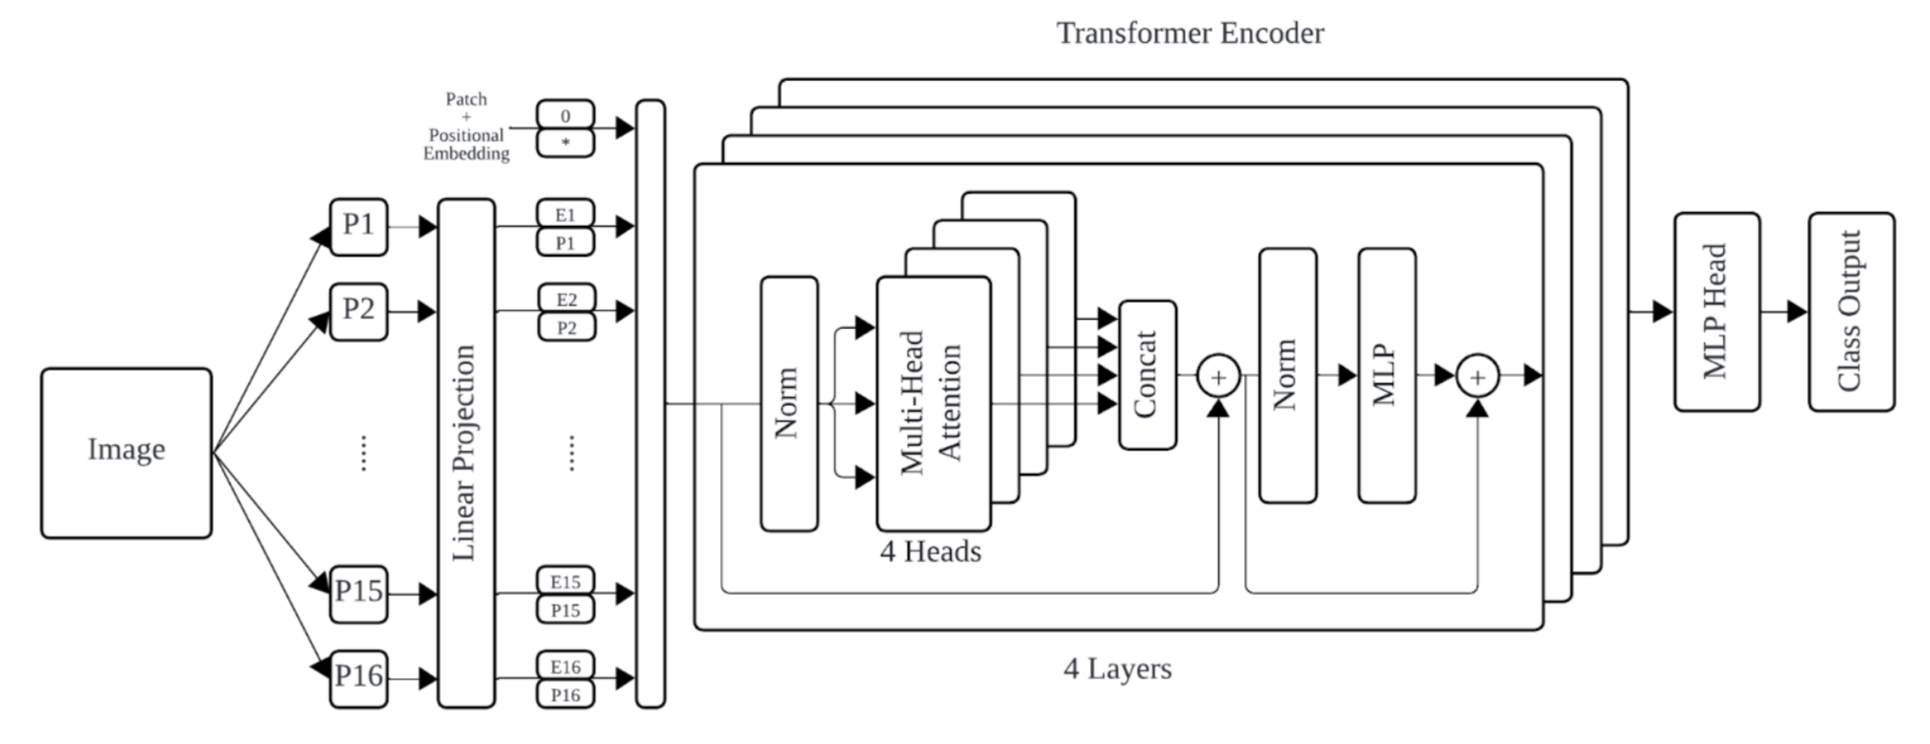 Transformer Encoder
Patch
+
Positional
Embedding
0
*
P1
E1
P1
P2
E2
P2
Image
......
Linear Projection
......
P15
E15
P15
P16
E16
P16
Norm
Multi-Head
Attention
4 Heads
Concat
+
Norm
MLP
+
4 Layers
MLP Head
Class Output